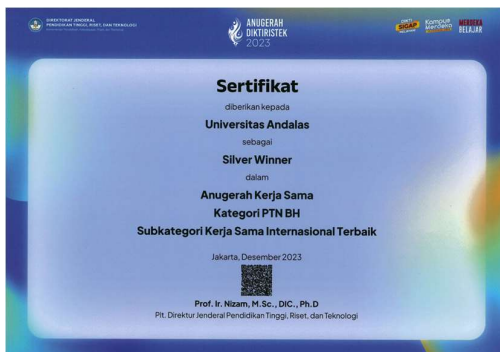 DIREKTORAT JENDERAL
PENDIDIKAN TINGGI, RISET, DAN TEKNOLOGI
ANUGERAH
DIKTIRISTEK
2023
SIGAP
Kampus
Merdeka
MERDEKA
BELAJAR
Sertifikat
diberikan kepada
Universitas Andalas
sebagai
Silver Winner
dalam
Anugerah Kerja Sama
Kategori PTN BH
Subkategori Kerja Sama Internasional Terbaik
Jakarta, Desember 2023
Prof. Ir. Nizam, M.Sc., DIC., Ph.D
Plt. Direktur Jenderal Pendidikan Tinggi, Riset, dan Teknologi